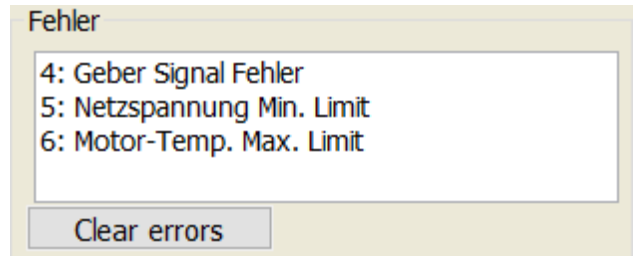 Fehler
4: Geber Signal Fehler
5: Netzspannung Min. Limit
6: Motor-Temp. Max. Limit
Clear errors